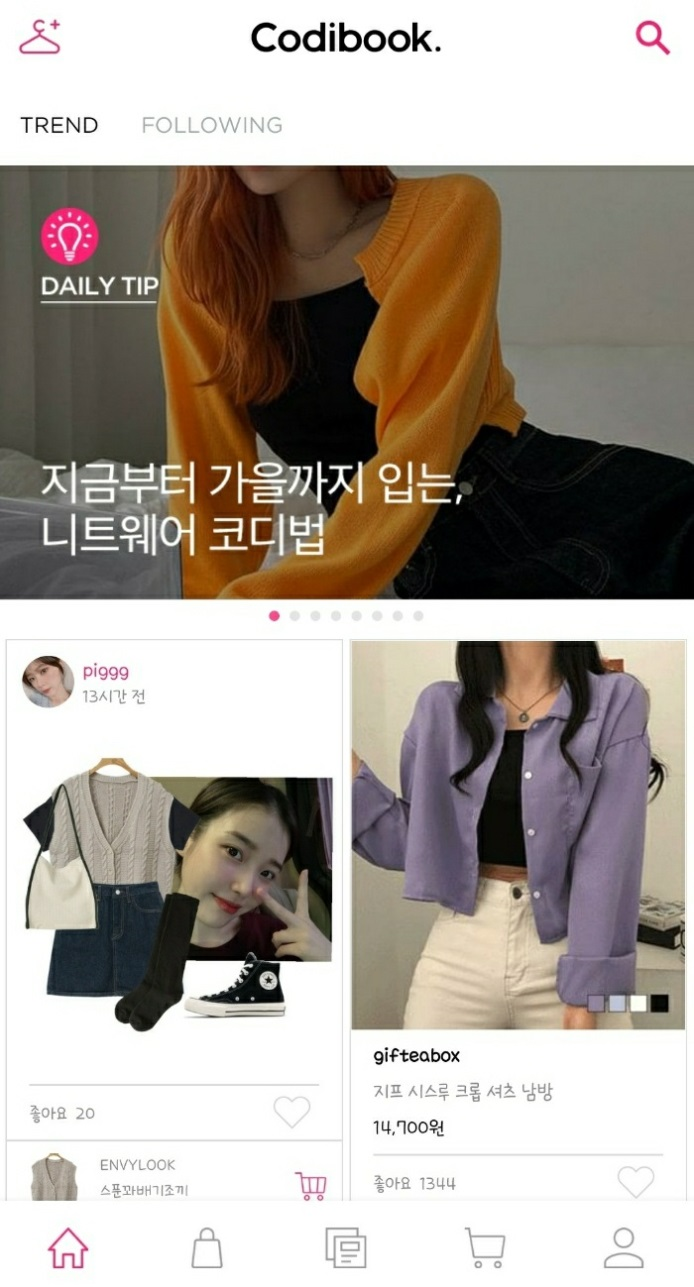 C+
Codibook.
TREND
FOLLOWING
DAILY TIP
지금부터 가을까지 입는,
니트웨어 코디법
piggg
13시간 전
좋아요 20
ENVYLOOK
스푼꽈배기조끼
gifteabox
지프 시스루 크롭 셔츠 남방
14,700원
좋아요 1344